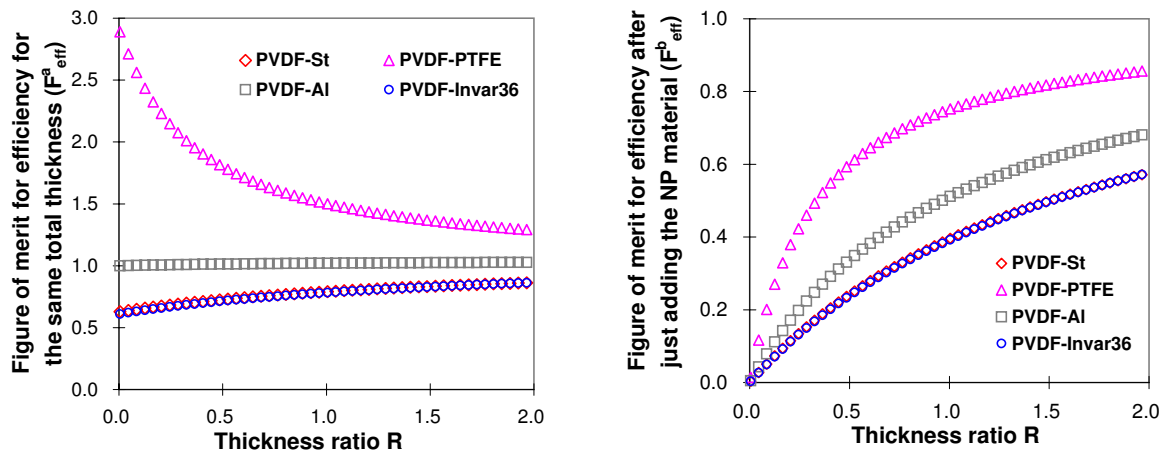 Figure of merit for efficiency for
the same total thickness (F^a_eff)
3.0
2.5
2.0
1.5
1.0
0.5
0.0
PVDF-St
PVDF-PTFE
PVDF-Al
PVDF-Invar36
0.0
0.5
1.0
1.5
2.0
Thickness ratio R
Figure of merit for efficiency after
just adding the NP material (F^b_eff)
1.0
0.8
0.6
0.4
0.2
0.0
PVDF-St
PVDF-PTFE
PVDF-Al
PVDF-Invar36
0.0
0.5
1.0
1.5
2.0
Thickness ratio R